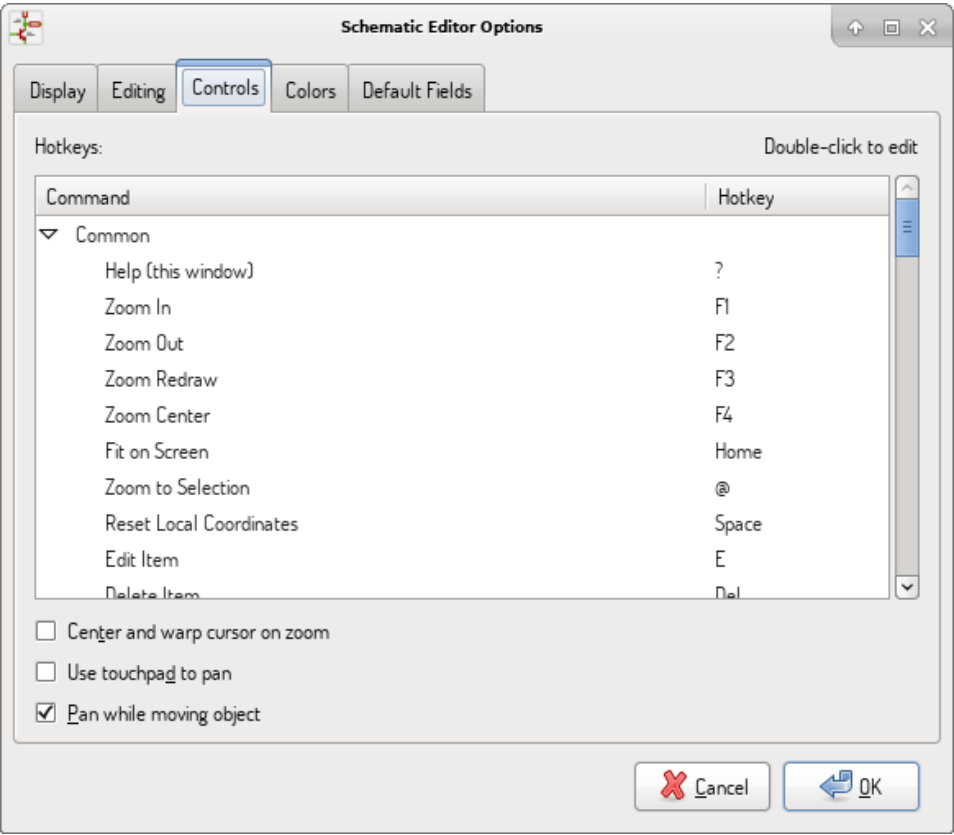 Schematic Editor Options
Display Editing Controls Colors Default Fields
Hotkeys: Double-click to edit
Command Hotkey
Common
Help (this window) ?
Zoom In F1
Zoom Out F2
Zoom Redraw F3
Zoom Center F4
Fit on Screen Home
Zoom to Selection @
Reset Local Coordinates Space
Edit Item E
Delete Item Del
Center and warp cursor on zoom
Use touchpad to pan
Pan while moving object
Cancel OK